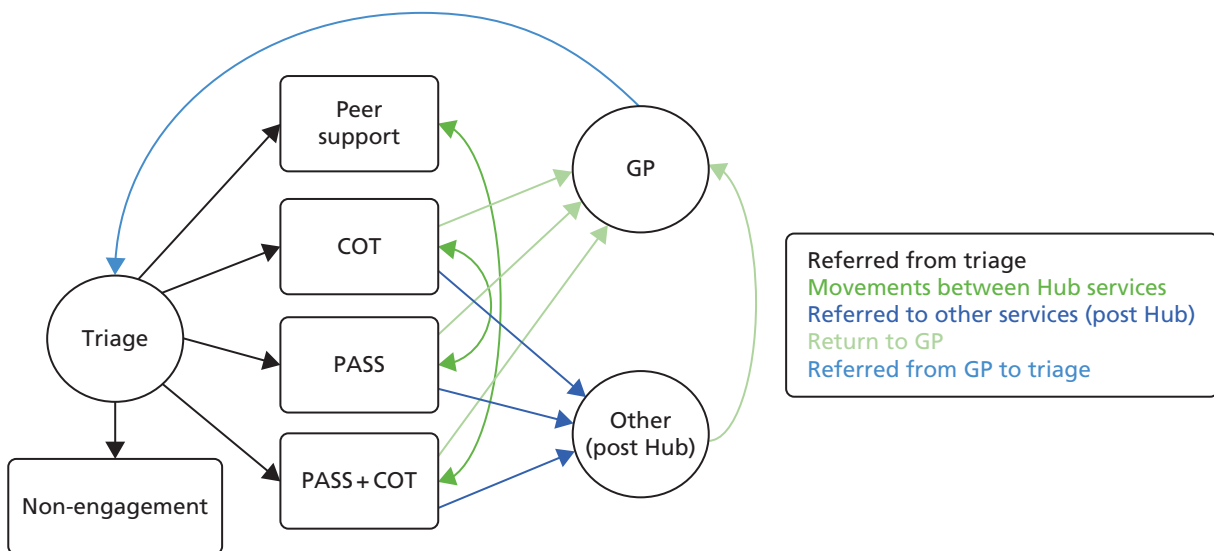 Peer
support
GP
COT
Triage
PASS
Other
(post Hub)
PASS + COT
Non-engagement
Referred from triage
Movements between Hub services
Referred to other services (post Hub)
Return to GP
Referred from GP to triage